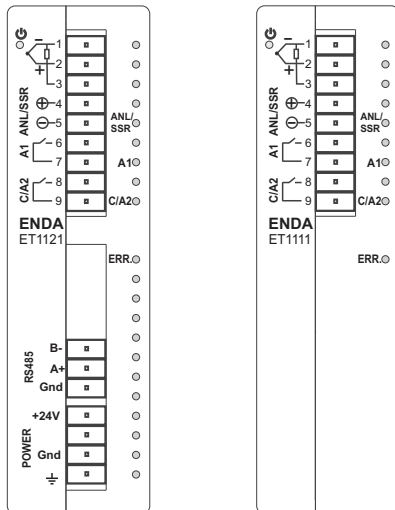 1
2
3
ANL/SSR
4
5
ANL/
SSR
A1
6
7
A1
C/A2
8
9
C/A2
ENDA
ET1121
ERR.
RS485
B-
A+
Gnd
POWER
+24V
Gnd
1
2
3
ANL/SSR
4
5
ANL/
SSR
A1
6
7
A1
C/A2
8
9
C/A2
ENDA
ET1111
ERR.